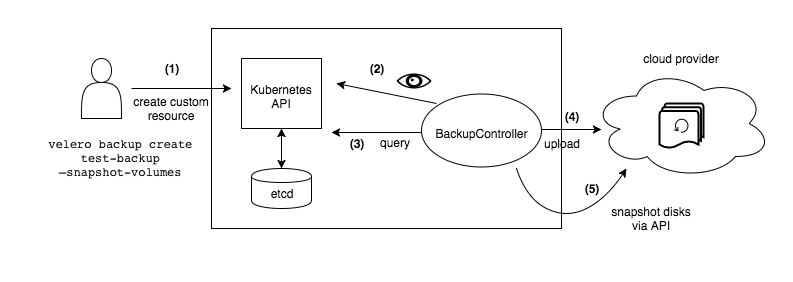 (1)
create custom
resource
velero backup create
test-backup
—snapshot-volumes
Kubernetes
API
etcd
(2)
(3) query
BackupController
(4)
upload
cloud provider
(5)
snapshot disks
via API